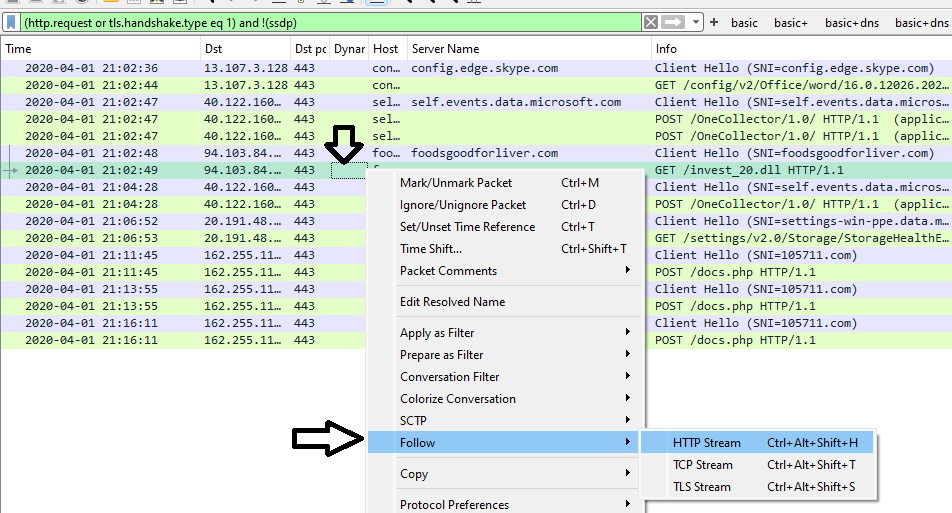 (http.request or tls.handshake.type eq 1) and !(ssdp)
basic basic+ basic+dns basic+dns
Time Dst Dst po Dynar Host Server Name Info
2020-04-01 21:02:36 13.107.3.128 443 con… config.edge.skype.com Client Hello (SNI=config.edge.skype.com)
2020-04-01 21:02:44 13.107.3.128 443 con… GET /config/v2/Office/word/16.0.12026.202…
2020-04-01 21:02:47 40.122.160… 443 sel… self.events.data.microsoft.com Client Hello (SNI=self.events.data.micros…
2020-04-01 21:02:47 40.122.160… 443 sel… POST /OneCollector/1.0/ HTTP/1.1 (applic…
2020-04-01 21:02:47 40.122.160… 443 sel… POST /OneCollector/1.0/ HTTP/1.1 (applic…
2020-04-01 21:02:48 94.103.84.… 443 foo… foodsgoodforliver.com Client Hello (SNI=foodsgoodforliver.com)
2020-04-01 21:02:49 94.103.84.… 443 GET /invest_20.dll HTTP/1.1
2020-04-01 21:04:28 40.122.160… 443 Client Hello (SNI=self.events.data.micros…
2020-04-01 21:04:28 40.122.160… 443 POST /OneCollector/1.0/ HTTP/1.1 (applic…
2020-04-01 21:06:52 20.191.48.… 443 Client Hello (SNI=settings-win-ppe.data.m…
2020-04-01 21:06:53 20.191.48.… 443 GET /settings/v2.0/Storage/StorageHealthE…
2020-04-01 21:11:45 162.255.11… 443 Client Hello (SNI=105711.com)
2020-04-01 21:11:45 162.255.11… 443 POST /docs.php HTTP/1.1
2020-04-01 21:13:55 162.255.11… 443 Client Hello (SNI=105711.com)
2020-04-01 21:13:55 162.255.11… 443 POST /docs.php HTTP/1.1
2020-04-01 21:16:11 162.255.11… 443 Client Hello (SNI=105711.com)
2020-04-01 21:16:11 162.255.11… 443 POST /docs.php HTTP/1.1
Mark/Unmark Packet Ctrl+M
Ignore/Unignore Packet Ctrl+D
Set/Unset Time Reference Ctrl+T
Time Shift... Ctrl+Shift+T
Packet Comments
Edit Resolved Name
Apply as Filter
Prepare as Filter
Conversation Filter
Colorize Conversation
SCTP
Follow
Copy
Protocol Preferences
HTTP Stream Ctrl+Alt+Shift+H
TCP Stream Ctrl+Alt+Shift+T
TLS Stream Ctrl+Alt+Shift+S